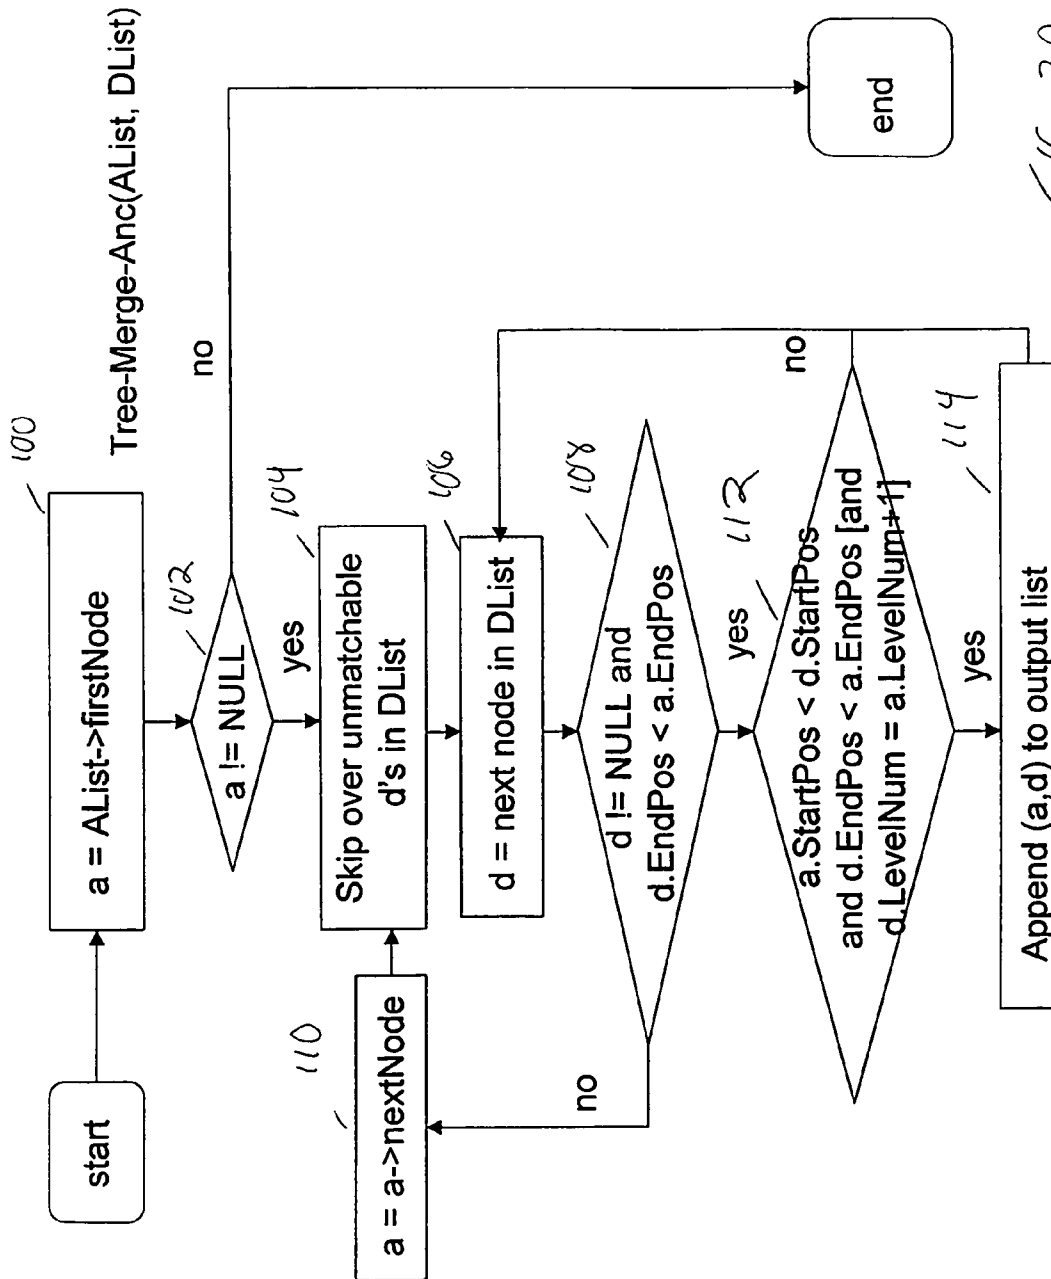 Tree-Merge-Anc(AList, DList)
start
100
a = AList->firstNode
102
a != NULL
no
yes
104
Skip over unmatchable
d's in DList
110
a = a->nextNode
106
d = next node in DList
108
d != NULL and
d.EndPos < a.EndPos
no
yes
112
a.StartPos < d.StartPos
and d.EndPos < a.EndPos [and
d.LevelNum = a.LevelNum+1]
no
yes
114
Append (a,d) to output list
end